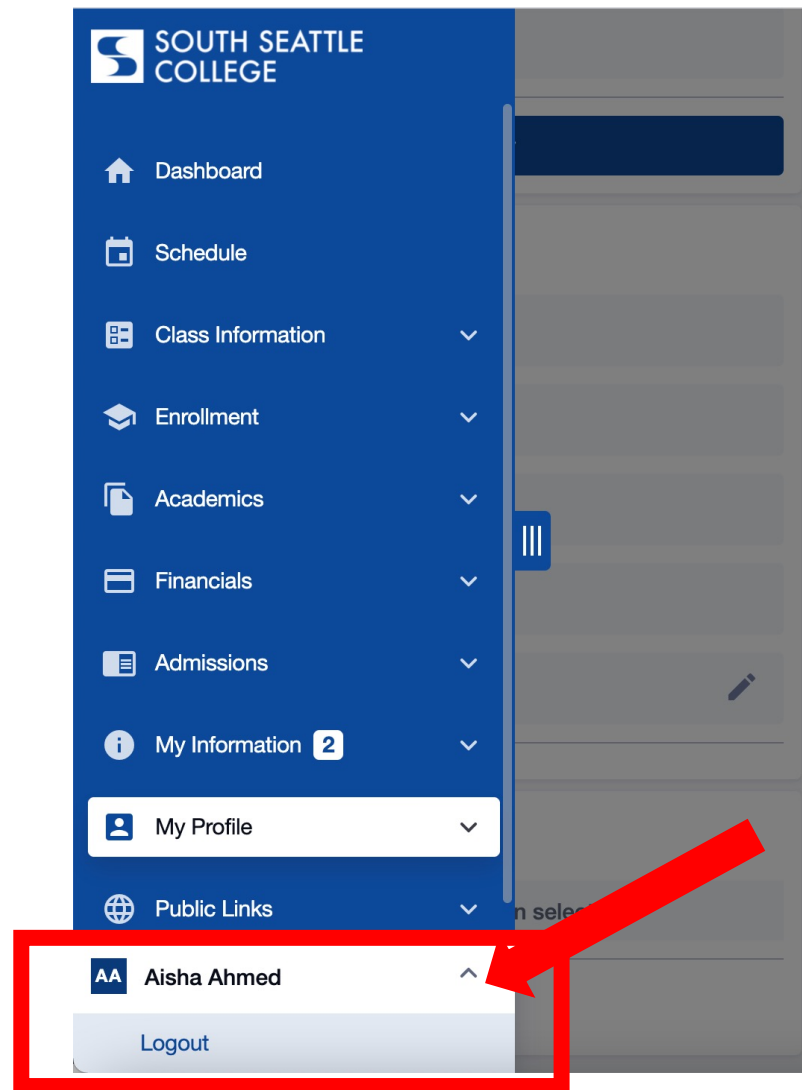 SOUTH SEATTLE
COLLEGE
Dashboard
Schedule
Class Information
Enrollment
Academics
Financials
Admissions
My Information 2
My Profile
Public Links
AA Aisha Ahmed
Logout